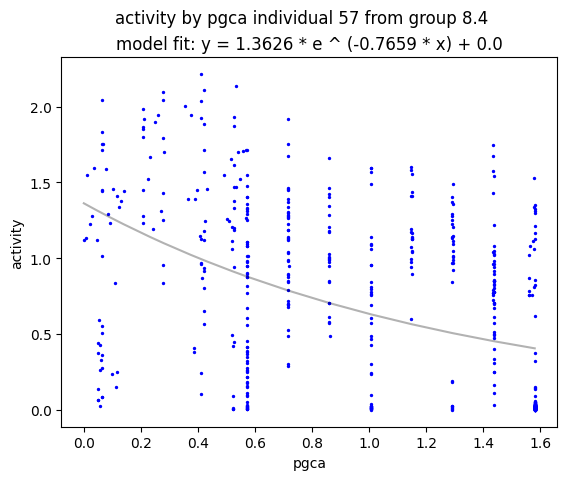 activity by pgca individual 57 from group 8.4
model fit: y = 1.3626 * e ^ (-0.7659 * x) + 0.0
activity
2.0
1.5
1.0
0.5
0.0
0.0 0.2 0.4 0.6 0.8 1.0 1.2 1.4 1.6
pgca